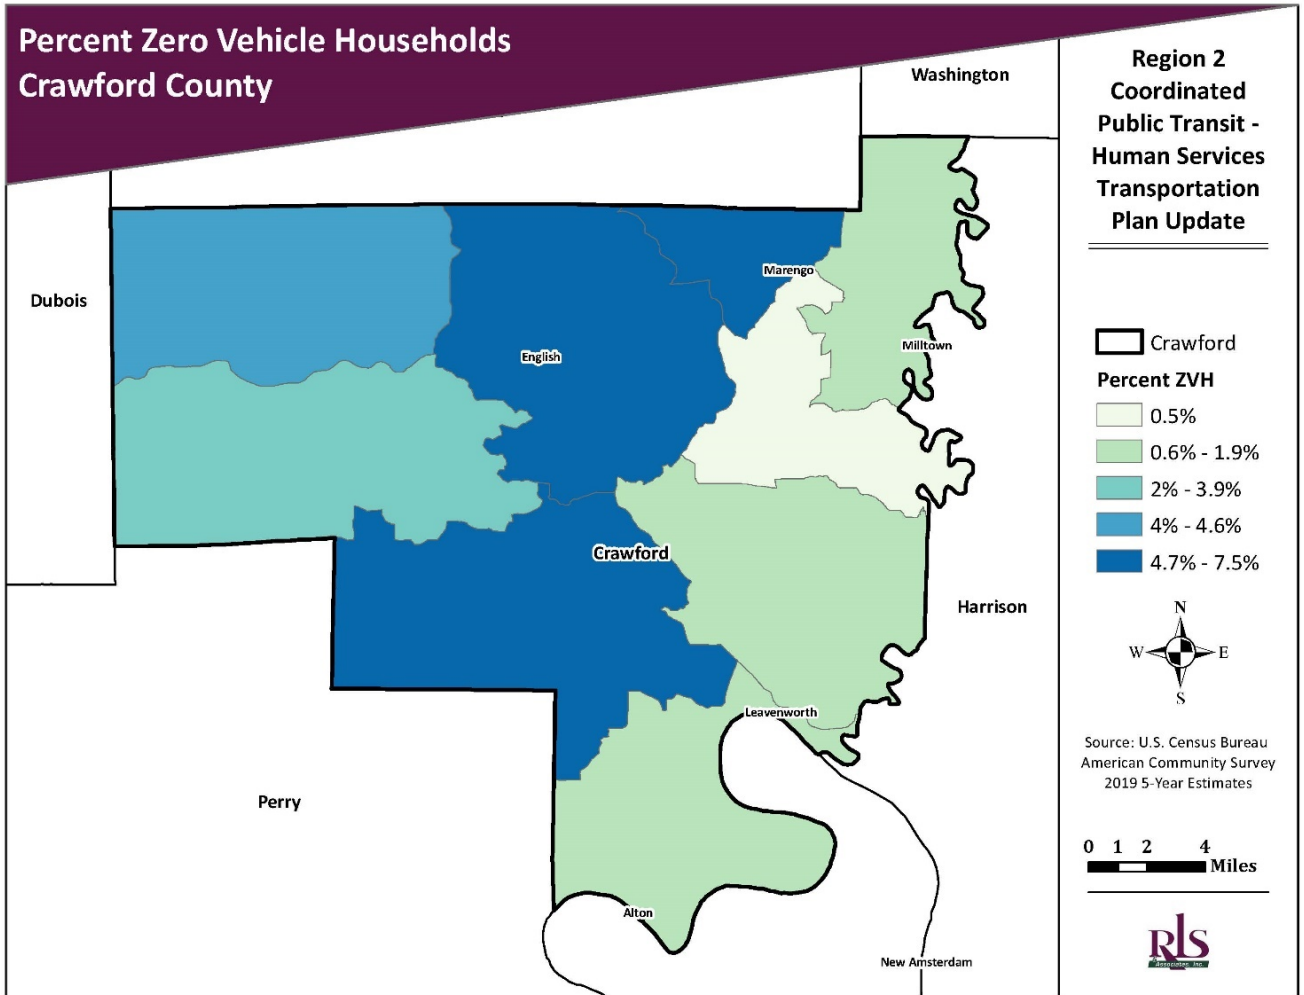 Percent Zero Vehicle Households
Crawford County
Washington
Dubois
Marengo
English
Milltown
Crawford
Harrison
Leavenworth
Perry
Alton
New Amsterdam
Region 2
Coordinated
Public Transit -
Human Services
Transportation
Plan Update
Crawford
Percent ZVH
0.5%
0.6% - 1.9%
2% - 3.9%
4% - 4.6%
4.7% - 7.5%
N
W E
S
Source: U.S. Census Bureau
American Community Survey
2019 5-Year Estimates
0 1 2 4
Miles
RLS
& Associates, Inc.